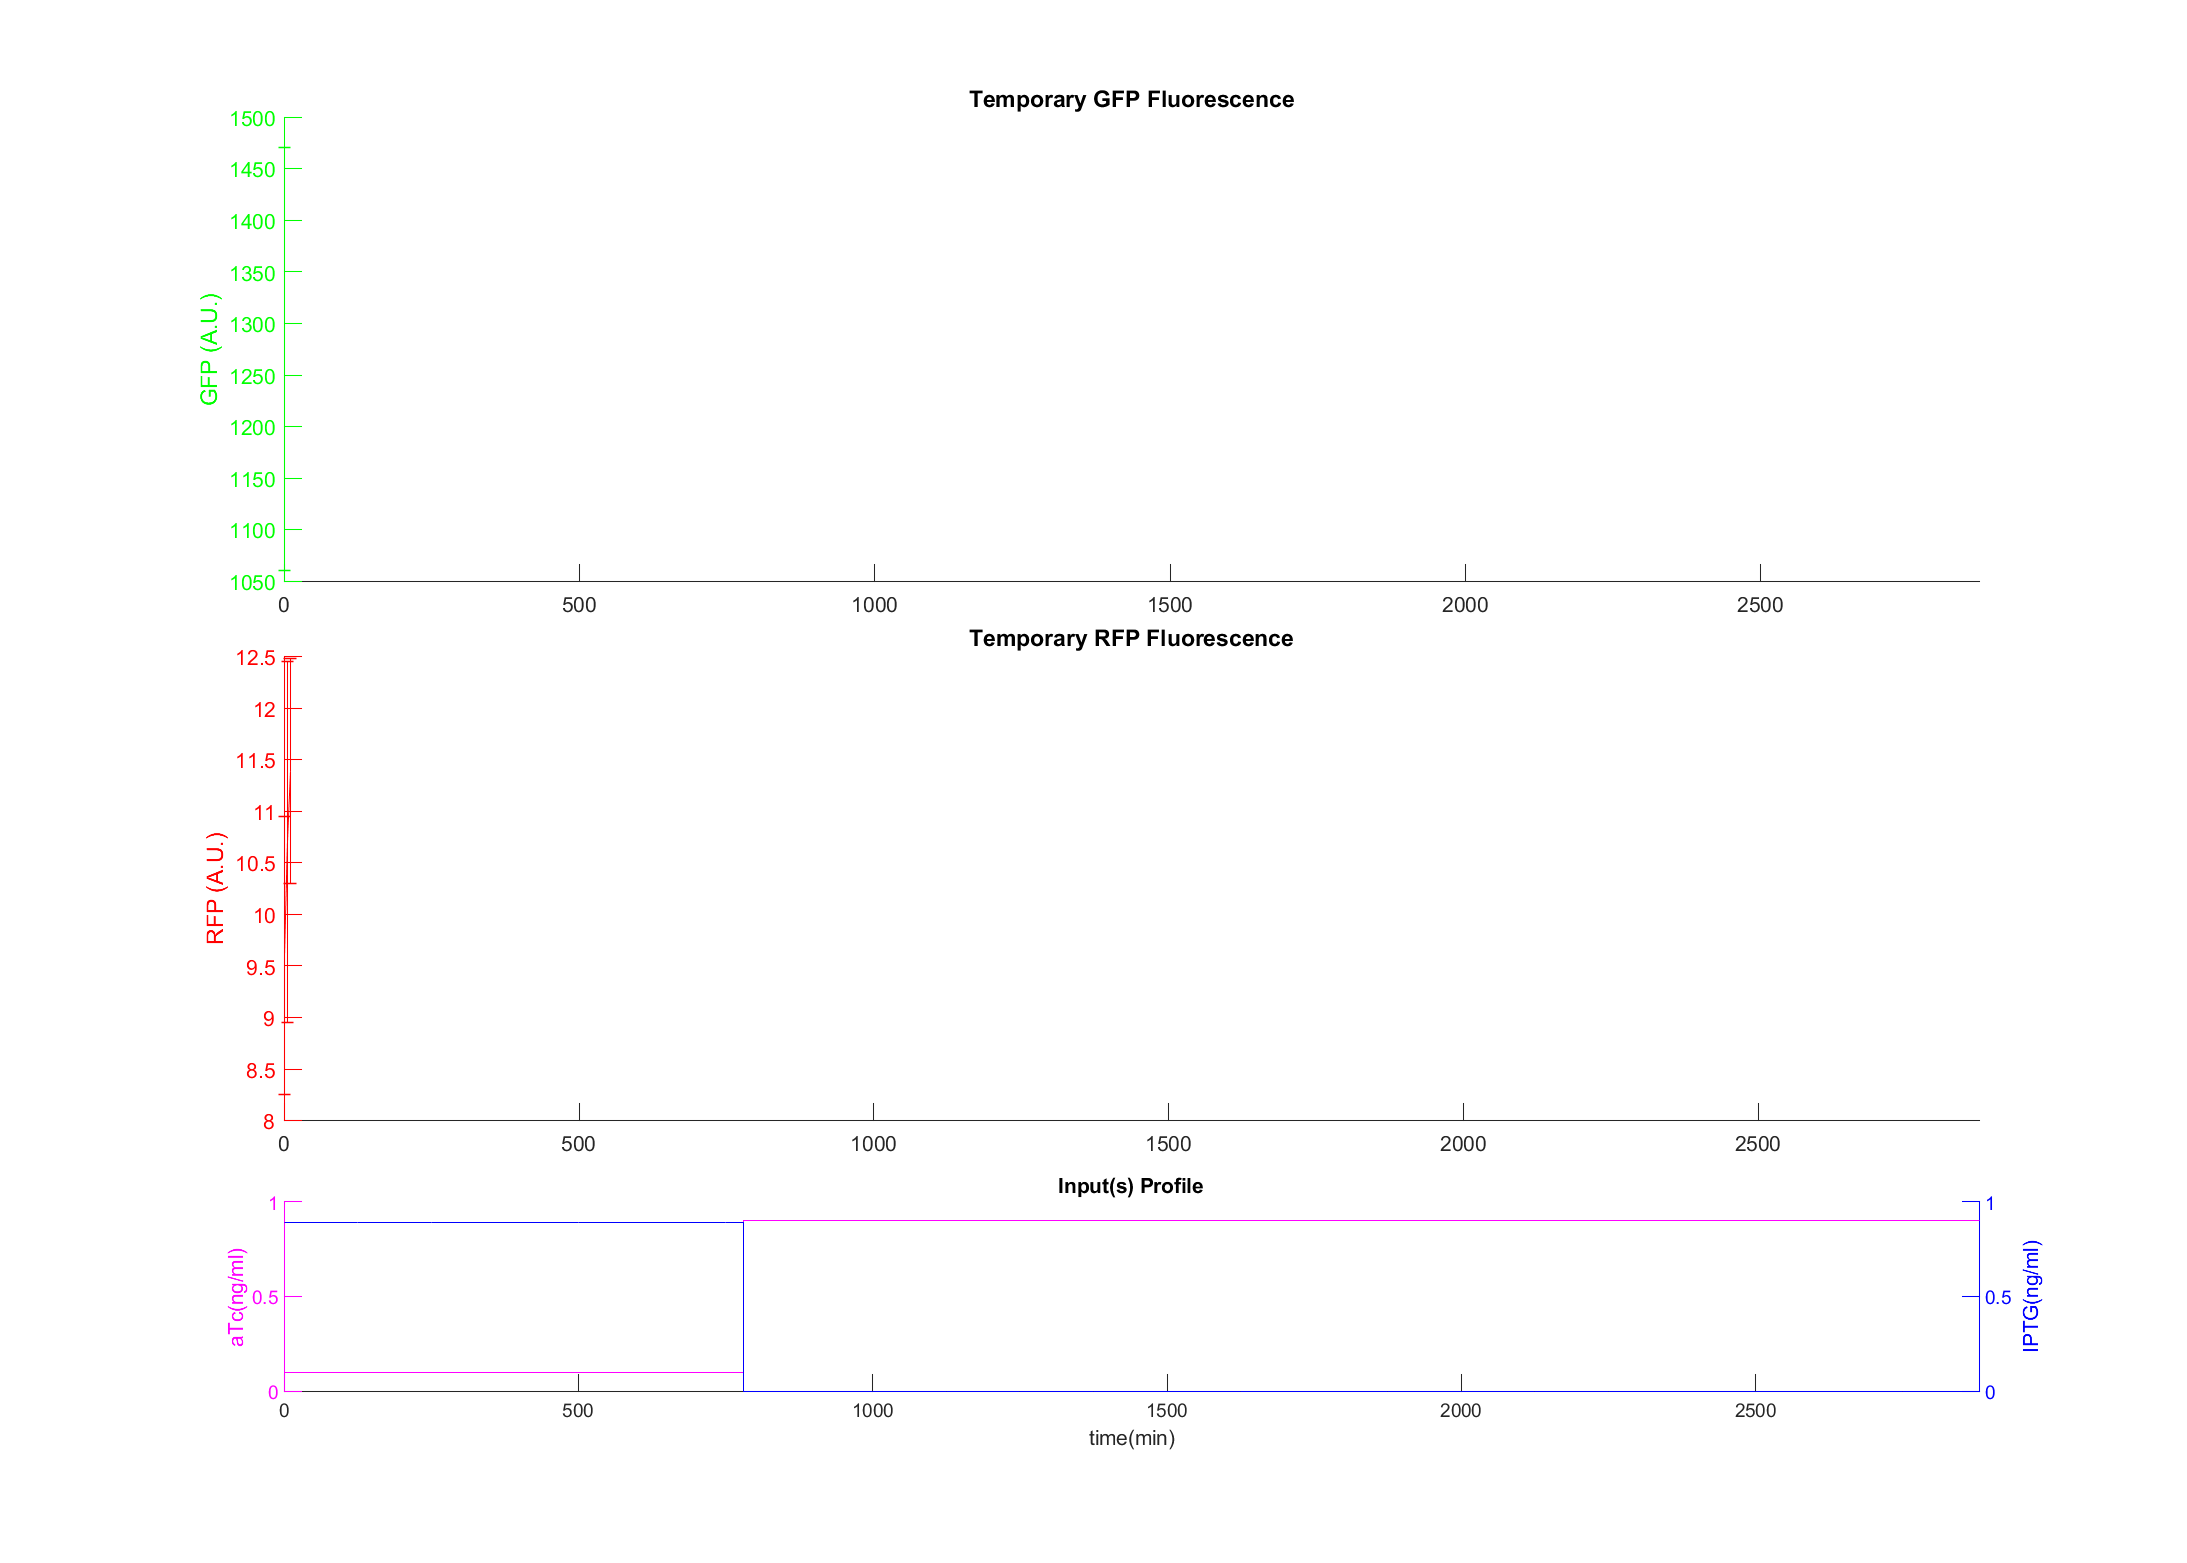 Temporary GFP Fluorescence
1500
1450
1400
1350
1300
1250
1200
1150
1100
1050
GFP (A.U.)
0 500 1000 1500 2000 2500
Temporary RFP Fluorescence
12.5
12
11.5
11
10.5
10
9.5
9
8.5
8
RFP (A.U.)
0 500 1000 1500 2000 2500
Input(s) Profile
1
0.5
0
aTc(ng/ml)
1
0.5
0
IPTG(ng/ml)
0 500 1000 1500 2000 2500
time(min)